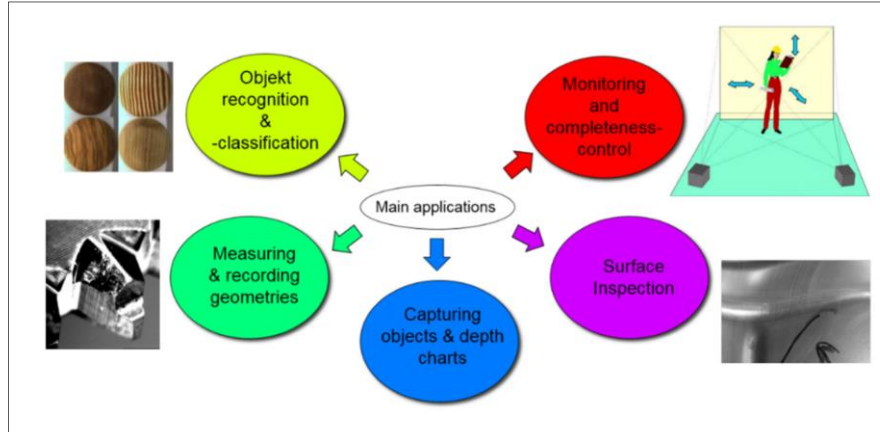 Objekt
recognition
&
-classification
Monitoring
and
completeness-
control
Main applications
Measuring
& recording
geometries
Surface
Inspection
Capturing
objects & depth
charts